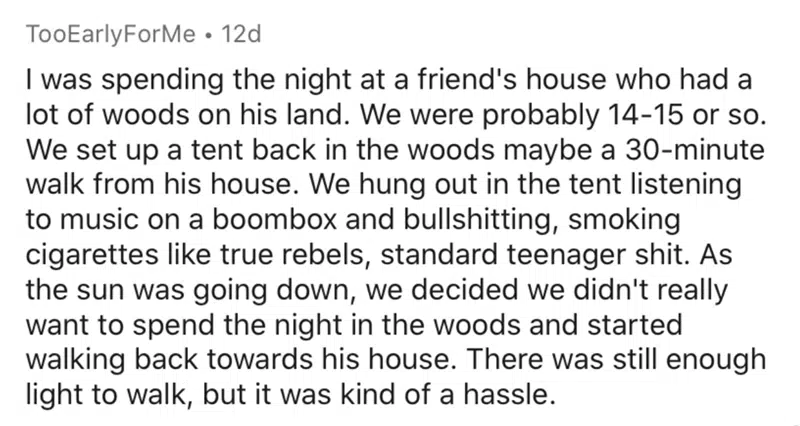 TooEarlyForMe • 12d
I was spending the night at a friend's house who had a
lot of woods on his land. We were probably 14-15 or so.
We set up a tent back in the woods maybe a 30-minute
walk from his house. We hung out in the tent listening
to music on a boombox and bullshitting, smoking
cigarettes like true rebels, standard teenager shit. As
the sun was going down, we decided we didn't really
want to spend the night in the woods and started
walking back towards his house. There was still enough
light to walk, but it was kind of a hassle.